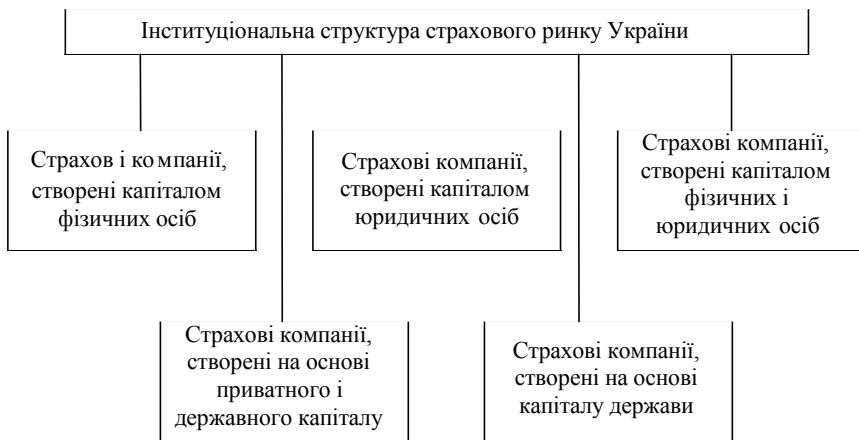 Інституціональна структура страхового ринку України
Страхов і компанії,
створені капіталом
фізичних осіб
Страхові компанії,
створені капіталом
юридичних осіб
Страхові компанії,
створені капіталом
фізичних і
юридичних осіб
Страхові компанії,
створені на основі
приватного і
державного капіталу
Страхові компанії,
створені на основі
капіталу держави